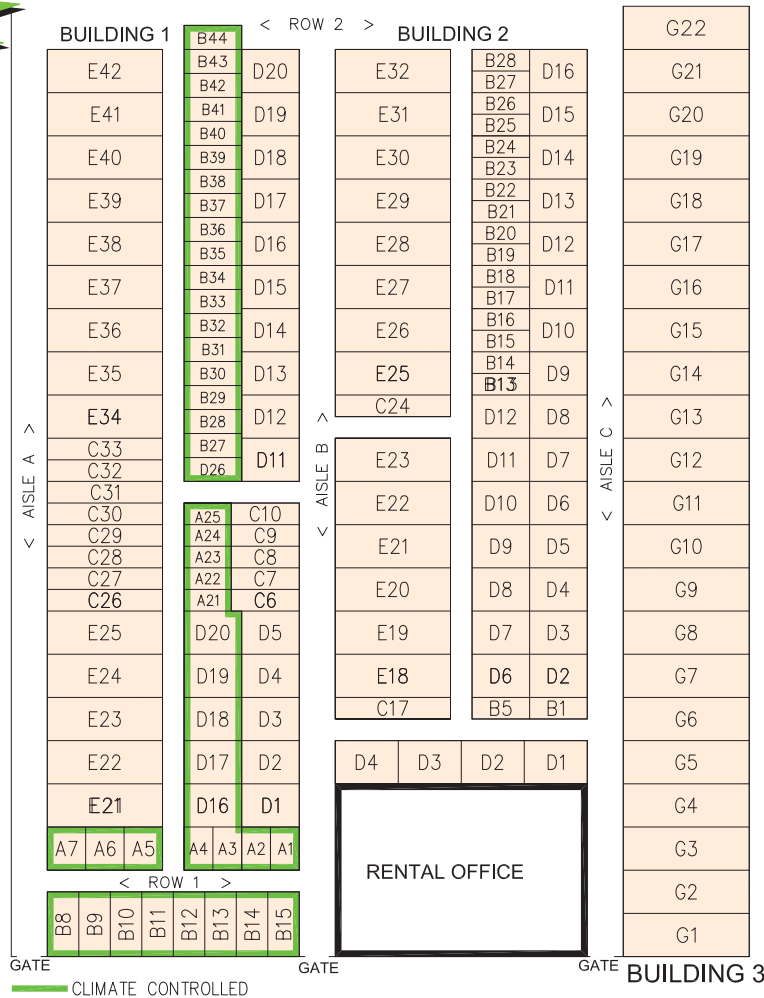 BUILDING 1
< ROW 2 >
BUILDING 2
E42
E41
E40
E39
E38
E37
E36
E35
E34
C33
C32
C31
C30
C29
C28
C27
C26
E25
E24
E23
E22
E21
A7 A6 A5
< AISLE A >
B44
B43
B42
B41
B40
B39
B38
B37
B36
B35
B34
B33
B32
B31
B30
B29
B28
B27
D26
D20
D19
D18
D17
D16
D15
D14
D13
D12
D11
A25 C10
A24 C9
A23 C8
A22 C7
A21 C6
D20 D5
D19 D4
D18 D3
D17 D2
D16 D1
A4 A3 A2 A1
< ROW 1 >
B8 B9 B10 B11 B12 B13 B14 B15
< AISLE B >
E32
E31
E30
E29
E28
E27
E26
E25
C24
E23
E22
E21
E20
E19
E18
C17
B28
B27
B26
B25
B24
B23
B22
B21
B20
B19
B18
B17
B16
B15
B14
B13
D16
D15
D14
D13
D12
D11
D10
D9
D12 D8
D11 D7
D10 D6
D9 D5
D8 D4
D7 D3
D6 D2
B5 B1
D4 D3 D2 D1
RENTAL OFFICE
< AISLE C >
G22
G21
G20
G19
G18
G17
G16
G15
G14
G13
G12
G11
G10
G9
G8
G7
G6
G5
G4
G3
G2
G1
GATE
GATE
GATE
BUILDING 3
CLIMATE CONTROLLED